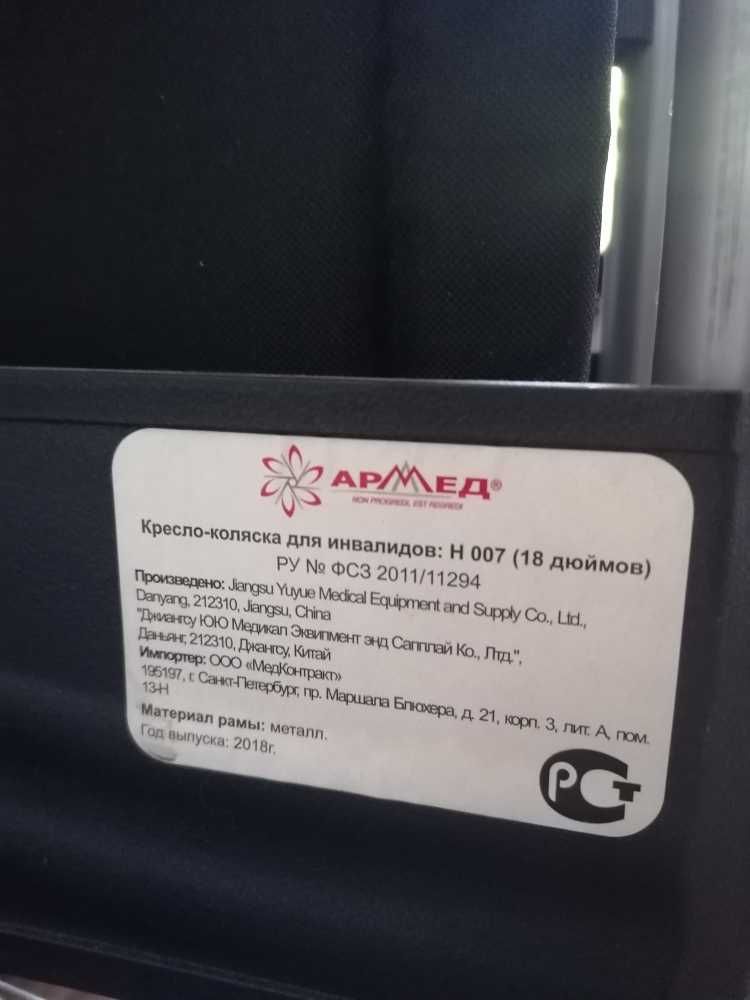 АРМЕД®
NON PROGREDI, EST REGREDI
Кресло-коляска для инвалидов: Н 007 (18 дюймов)
РУ № ФСЗ 2011/11294
Произведено: Jiangsu Yuyue Medical Equipment and Supply Co., Ltd.,
Danyang, 212310, Jiangsu, China
"Джиангсу ЮЮ Медикал Эквипмент энд Сапплай Ко., Лтд.",
Даньянг, 212310, Джангсу, Китай
Импортер: ООО «МедКонтракт»
195197, г. Санкт-Петербург, пр. Маршала Блюхера, д. 21, корп. 3, лит. А, пом.
13-Н
Материал рамы: металл.
Год выпуска: 2018г.
РСТ